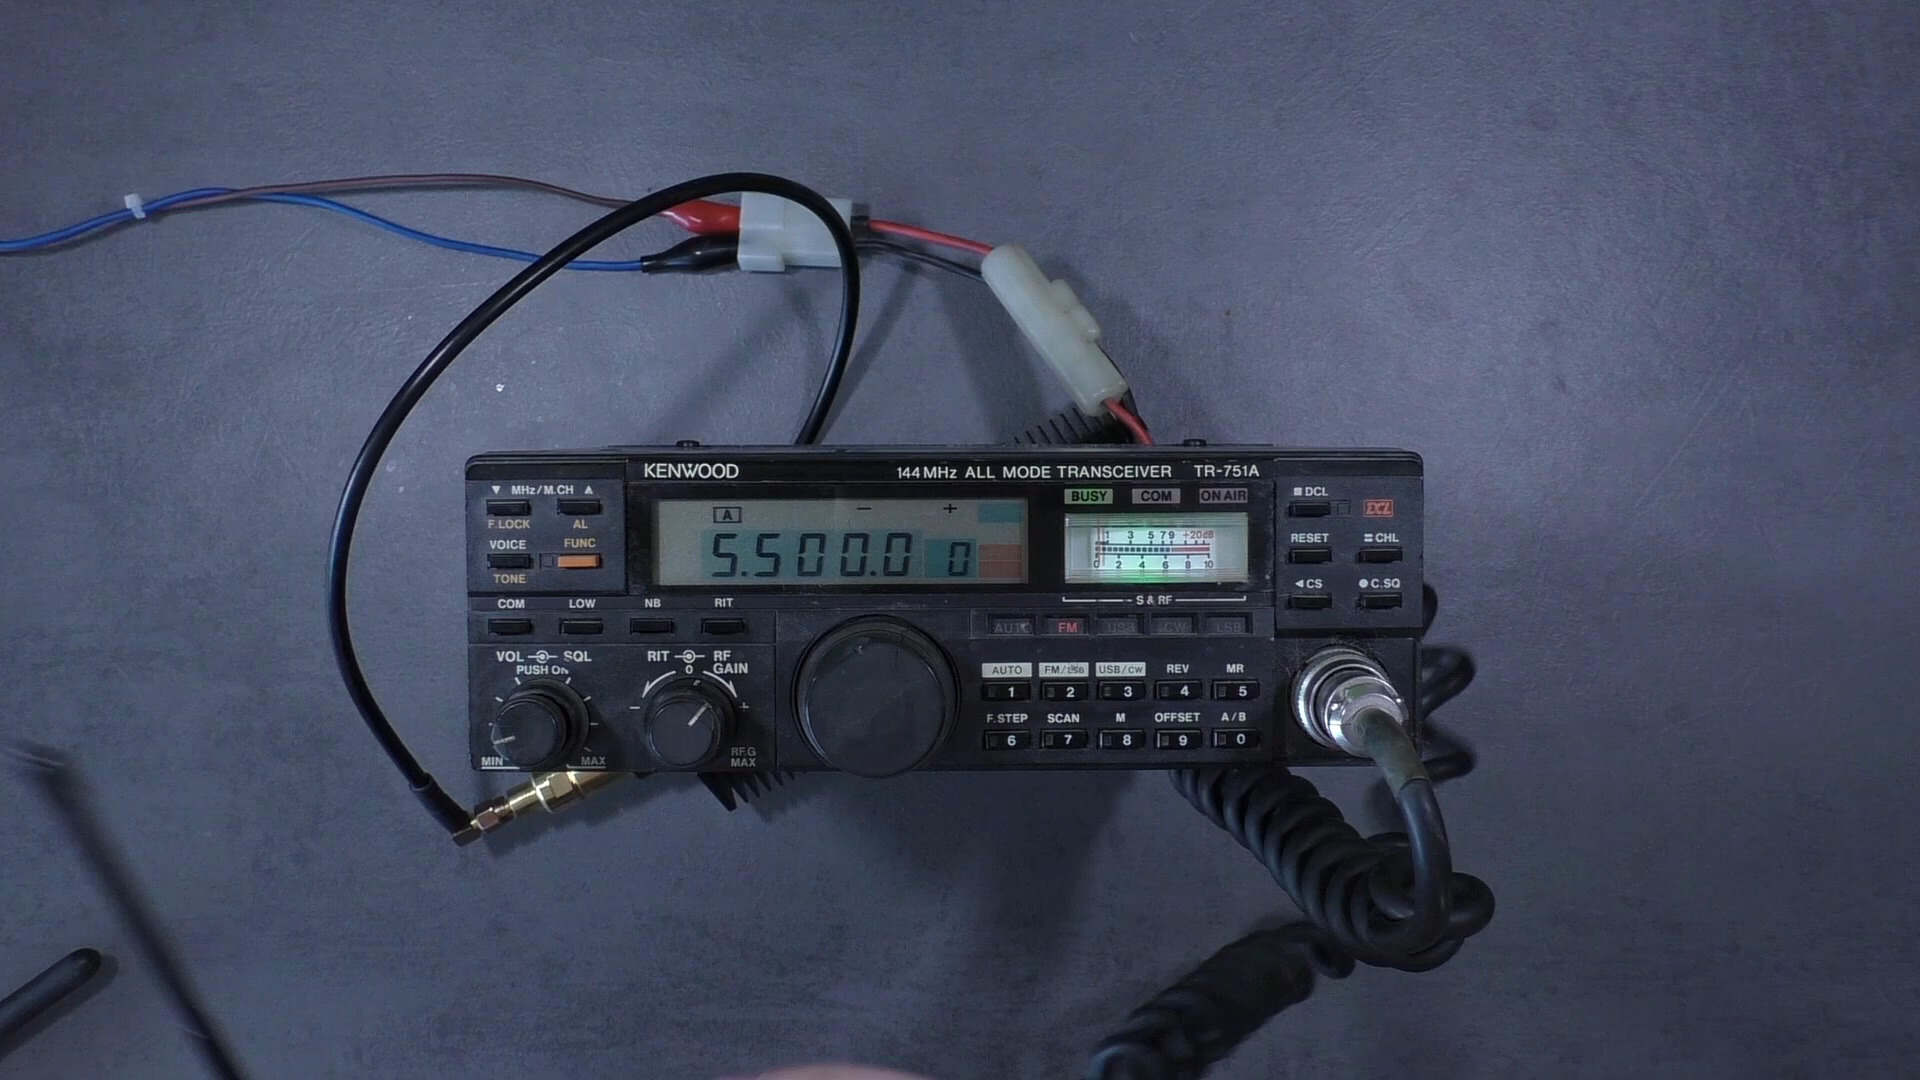 KENWOOD 144 MHz ALL MODE TRANSCEIVER TR-751A
▼ MHz/M.CH ▲
F.LOCK AL
VOICE FUNC
TONE
A − +
5.500.0 0
BUSY COM ON AIR
1 3 5 7 9 +20dB
0 2 4 6 8 10
S & RF
■ DCL DCL
RESET CHL
◀ CS ● C.SQ
COM LOW NB RIT
AUTO FM USB CW LSB
VOL SQL
PUSH ON
MIN MAX
RIT 0 RF GAIN
− +
RF.G
MAX
AUTO FM/LSB USB/CW REV MR
1 2 3 4 5
F.STEP SCAN M OFFSET A/B
6 7 8 9 0